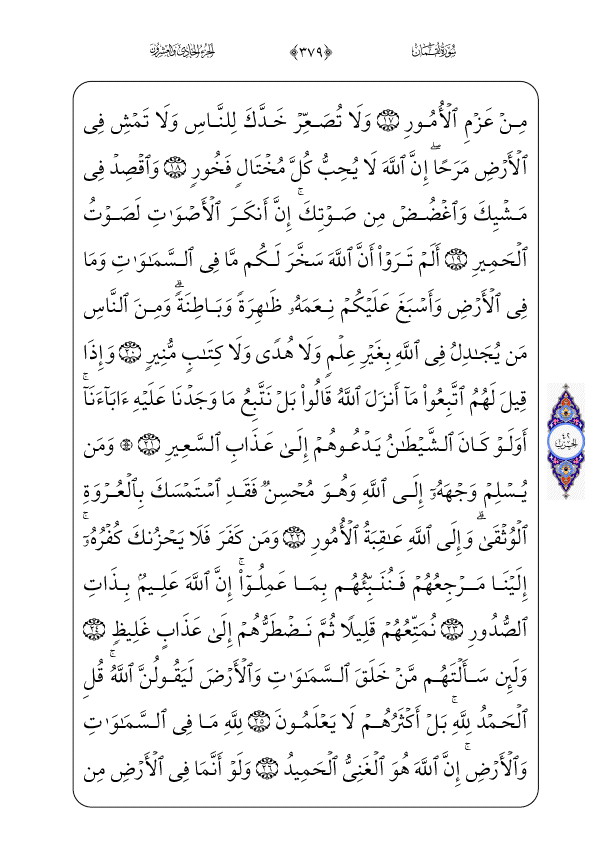 سُورَةُ لُقۡمَان ﴿٣٧٩﴾ الجُزۡءُ الحَادِي وَالعِشۡرُونَ
مِنۡ عَزۡمِ ٱلۡأُمُورِ ١٧ وَلَا تُصَعِّرۡ خَدَّكَ لِلنَّاسِ وَلَا تَمۡشِ فِي
ٱلۡأَرۡضِ مَرَحًاۖ إِنَّ ٱللَّهَ لَا يُحِبُّ كُلَّ مُخۡتَالٖ فَخُورٖ ١٨ وَٱقۡصِدۡ فِي
مَشۡيِكَ وَٱغۡضُضۡ مِن صَوۡتِكَۚ إِنَّ أَنكَرَ ٱلۡأَصۡوَٰتِ لَصَوۡتُ
ٱلۡحَمِيرِ ١٩ أَلَمۡ تَرَوۡاْ أَنَّ ٱللَّهَ سَخَّرَ لَكُم مَّا فِي ٱلسَّمَٰوَٰتِ وَمَا
فِي ٱلۡأَرۡضِ وَأَسۡبَغَ عَلَيۡكُمۡ نِعَمَهُۥ ظَٰهِرَةٗ وَبَاطِنَةٗۗ وَمِنَ ٱلنَّاسِ
مَن يُجَٰدِلُ فِي ٱللَّهِ بِغَيۡرِ عِلۡمٖ وَلَا هُدٗى وَلَا كِتَٰبٖ مُّنِيرٖ ٢٠ وَإِذَا
قِيلَ لَهُمُ ٱتَّبِعُواْ مَآ أَنزَلَ ٱللَّهُ قَالُواْ بَلۡ نَتَّبِعُ مَا وَجَدۡنَا عَلَيۡهِ ءَابَآءَنَآۚ
أَوَلَوۡ كَانَ ٱلشَّيۡطَٰنُ يَدۡعُوهُمۡ إِلَىٰ عَذَابِ ٱلسَّعِيرِ ٢١ ۞ وَمَن
يُسۡلِمۡ وَجۡهَهُۥٓ إِلَى ٱللَّهِ وَهُوَ مُحۡسِنٞ فَقَدِ ٱسۡتَمۡسَكَ بِٱلۡعُرۡوَةِ
ٱلۡوُثۡقَىٰۗ وَإِلَى ٱللَّهِ عَٰقِبَةُ ٱلۡأُمُورِ ٢٢ وَمَن كَفَرَ فَلَا يَحۡزُنكَ كُفۡرُهُۥٓۚ
إِلَيۡنَا مَرۡجِعُهُمۡ فَنُنَبِّئُهُم بِمَا عَمِلُوٓاْۚ إِنَّ ٱللَّهَ عَلِيمُۢ بِذَاتِ
ٱلصُّدُورِ ٢٣ نُمَتِّعُهُمۡ قَلِيلٗا ثُمَّ نَضۡطَرُّهُمۡ إِلَىٰ عَذَابٍ غَلِيظٖ ٢٤
وَلَئِن سَأَلۡتَهُم مَّنۡ خَلَقَ ٱلسَّمَٰوَٰتِ وَٱلۡأَرۡضَ لَيَقُولُنَّ ٱللَّهُۚ قُلِ
ٱلۡحَمۡدُ لِلَّهِۚ بَلۡ أَكۡثَرُهُمۡ لَا يَعۡلَمُونَ ٢٥ لِلَّهِ مَا فِي ٱلسَّمَٰوَٰتِ
وَٱلۡأَرۡضِۚ إِنَّ ٱللَّهَ هُوَ ٱلۡغَنِيُّ ٱلۡحَمِيدُ ٢٦ وَلَوۡ أَنَّمَا فِي ٱلۡأَرۡضِ مِن
الحزب
٤٢